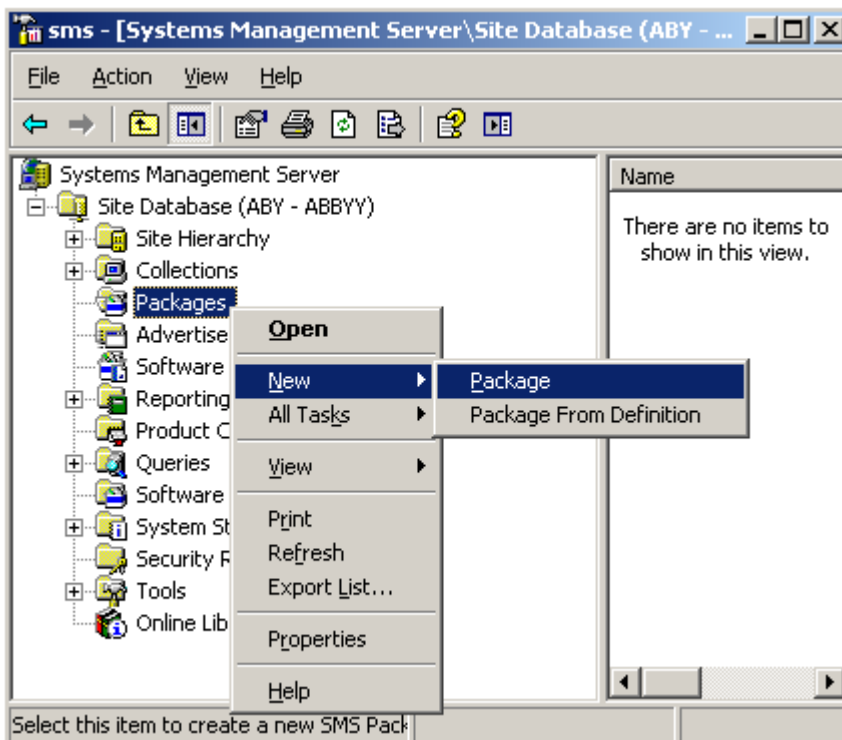 sms - [Systems Management Server\Site Database (ABY - ...
File Action View Help
Systems Management Server
Site Database (ABY - ABBYY)
Site Hierarchy
Collections
Packages
Advertise
Software
Reporting
Product C
Queries
Software
System St
Security R
Tools
Online Lib
Open
New
All Tasks
View
Print
Refresh
Export List...
Properties
Help
Package
Package From Definition
Name
There are no items to
show in this view.
Select this item to create a new SMS Pack